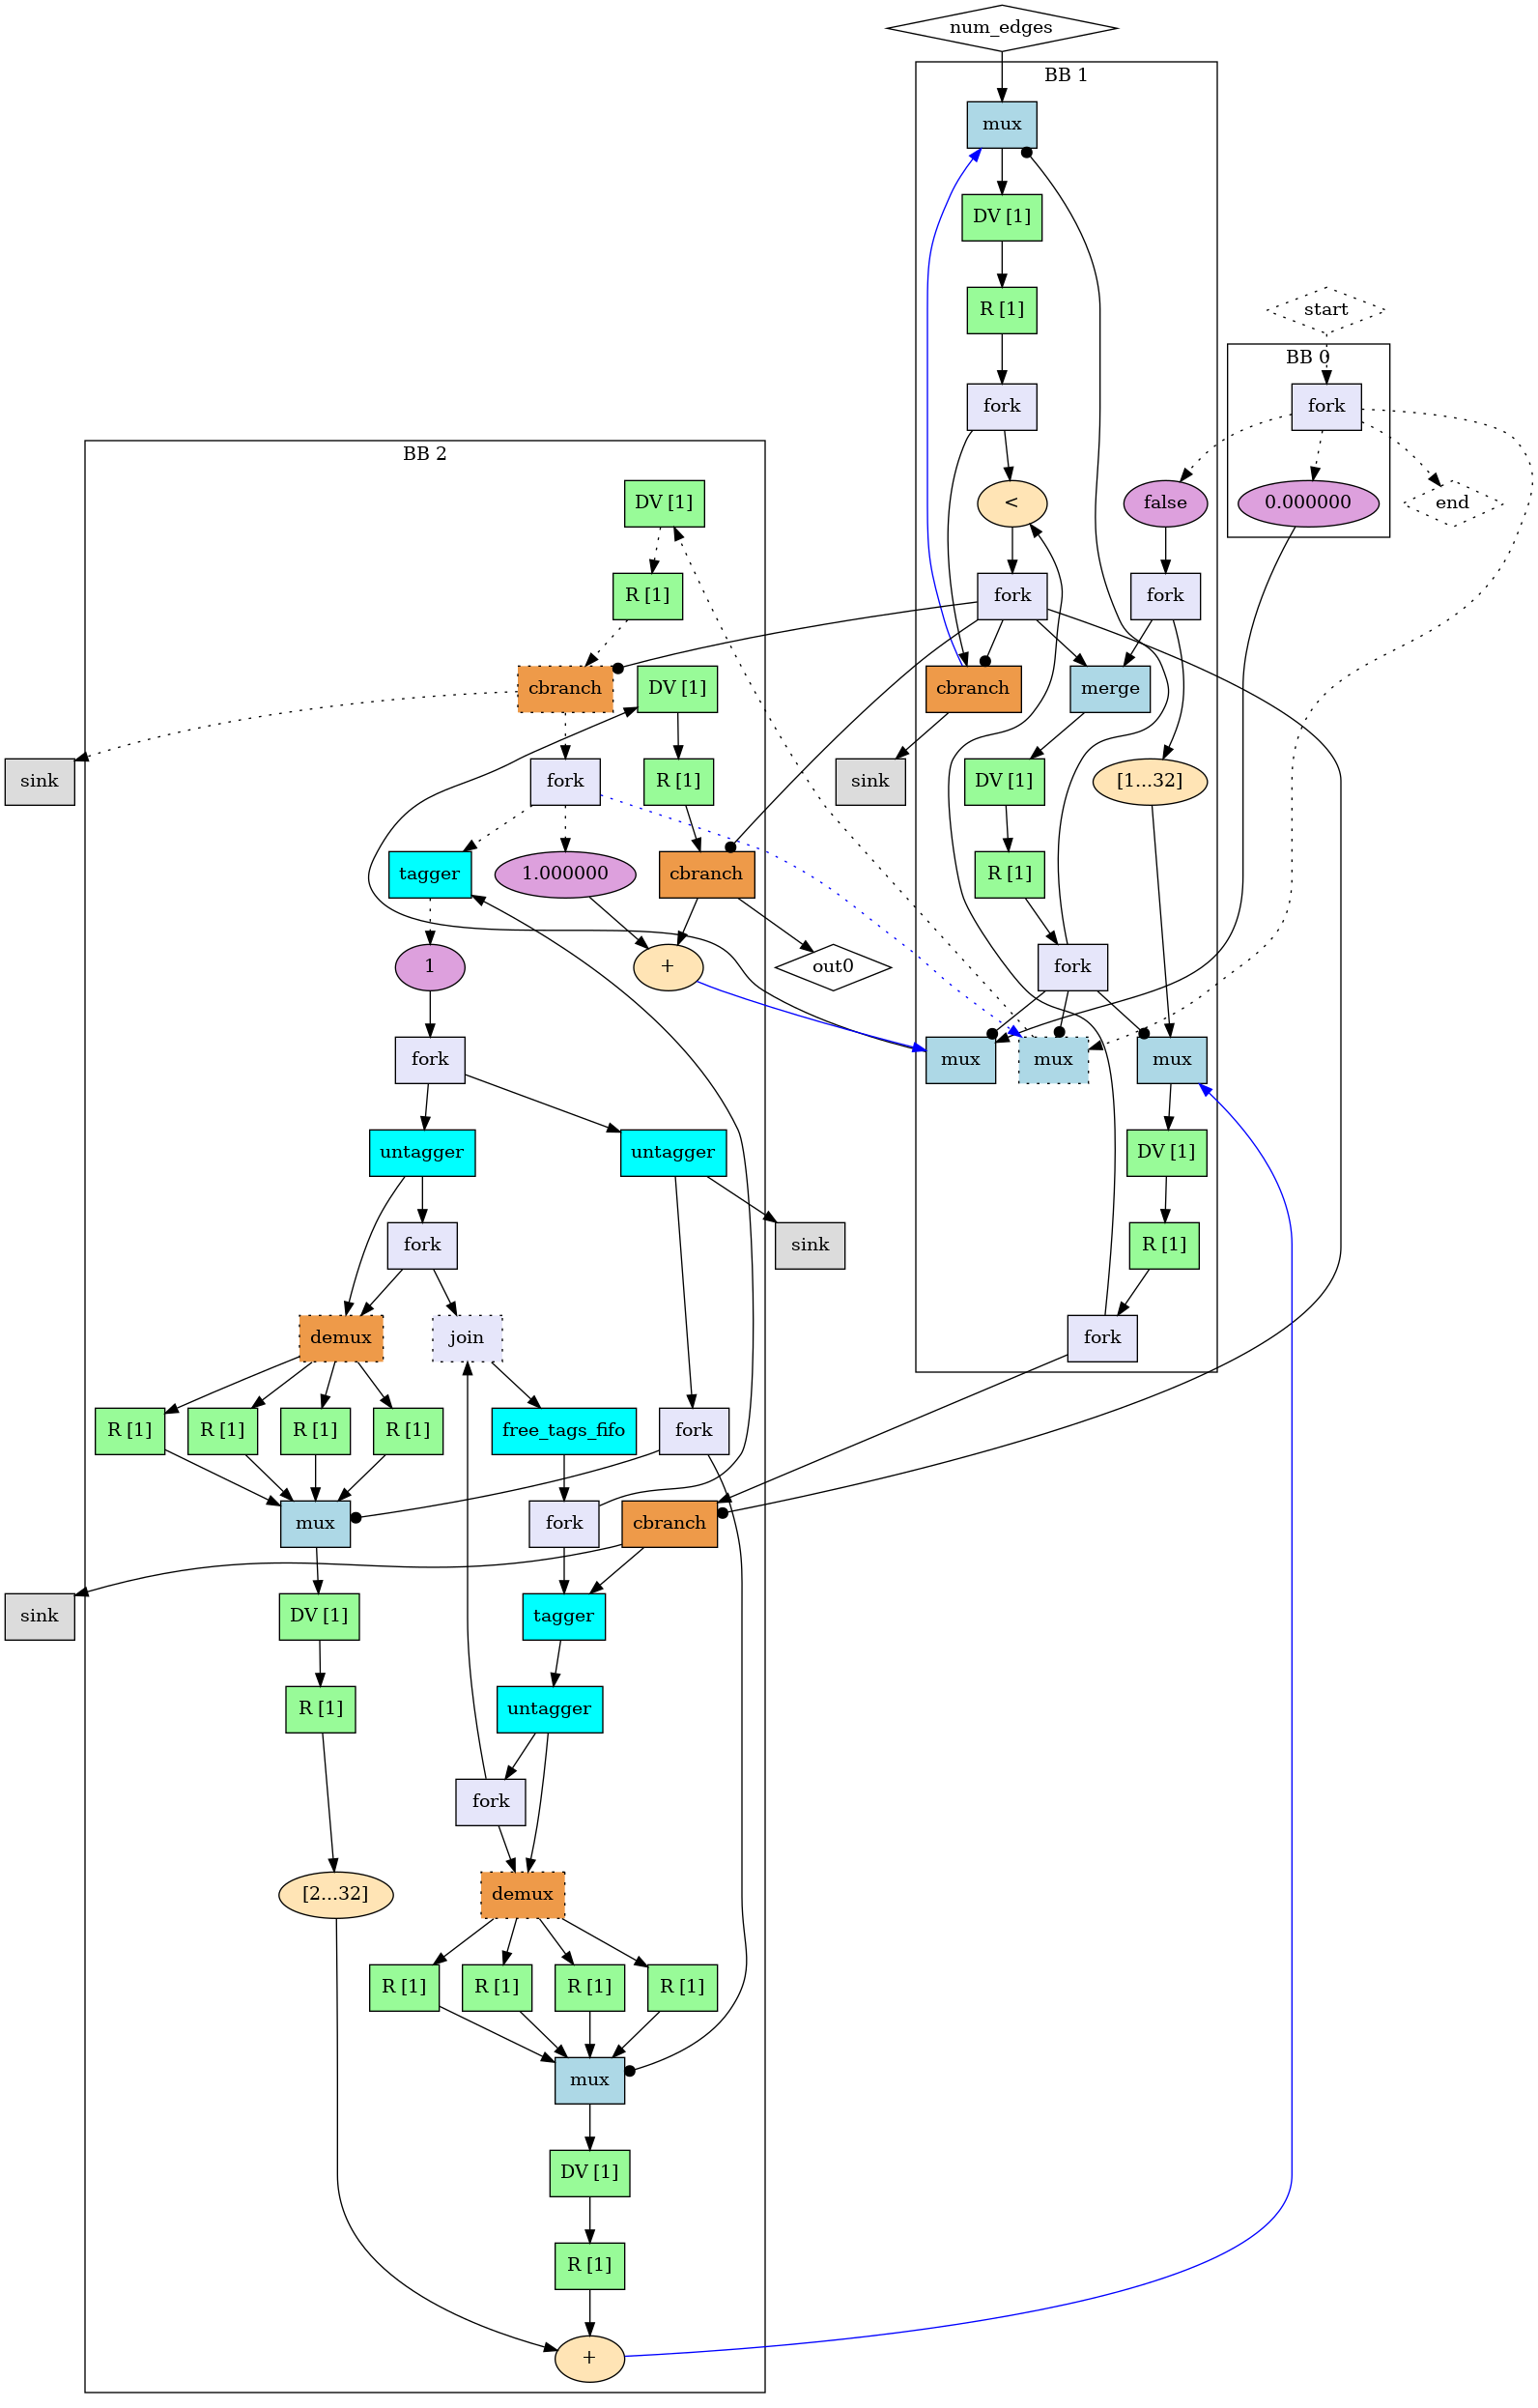 num_edges
BB 1
mux
DV [1]
R [1]
start
BB 0
fork
fork
BB 2
DV [1]
<
false
0.000000
end
R [1]
fork
fork
cbranch
DV [1]
cbranch
merge
sink
fork
R [1]
sink
DV [1]
[1...32]
tagger
1.000000
cbranch
R [1]
1
+
out0
fork
fork
mux
mux
mux
untagger
untagger
DV [1]
fork
sink
R [1]
demux
join
fork
R [1]
R [1]
R [1]
R [1]
free_tags_fifo
fork
mux
fork
cbranch
sink
DV [1]
tagger
R [1]
untagger
fork
[2...32]
demux
R [1]
R [1]
R [1]
R [1]
mux
DV [1]
R [1]
+